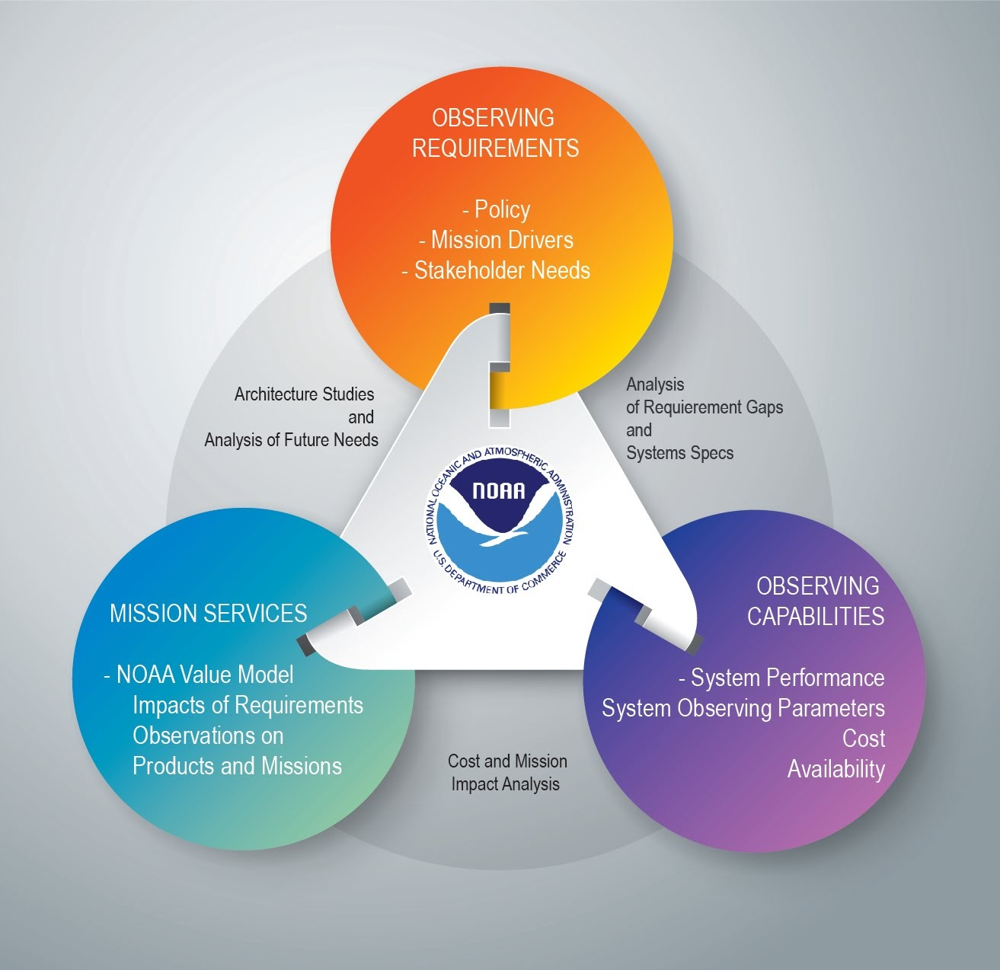 OBSERVING
REQUIREMENTS
- Policy
- Mission Drivers
- Stakeholder Needs
Architecture Studies
and
Analysis of Future Needs
Analysis
of Requierement Gaps
and
Systems Specs
NATIONAL OCEANIC AND ATMOSPHERIC ADMINISTRATION
NOAA
U.S. DEPARTMENT OF COMMERCE
MISSION SERVICES
- NOAA Value Model
Impacts of Requirements
Observations on
Products and Missions
OBSERVING
CAPABILITIES
- System Performance
System Observing Parameters
Cost
Availability
Cost and Mission
Impact Analysis